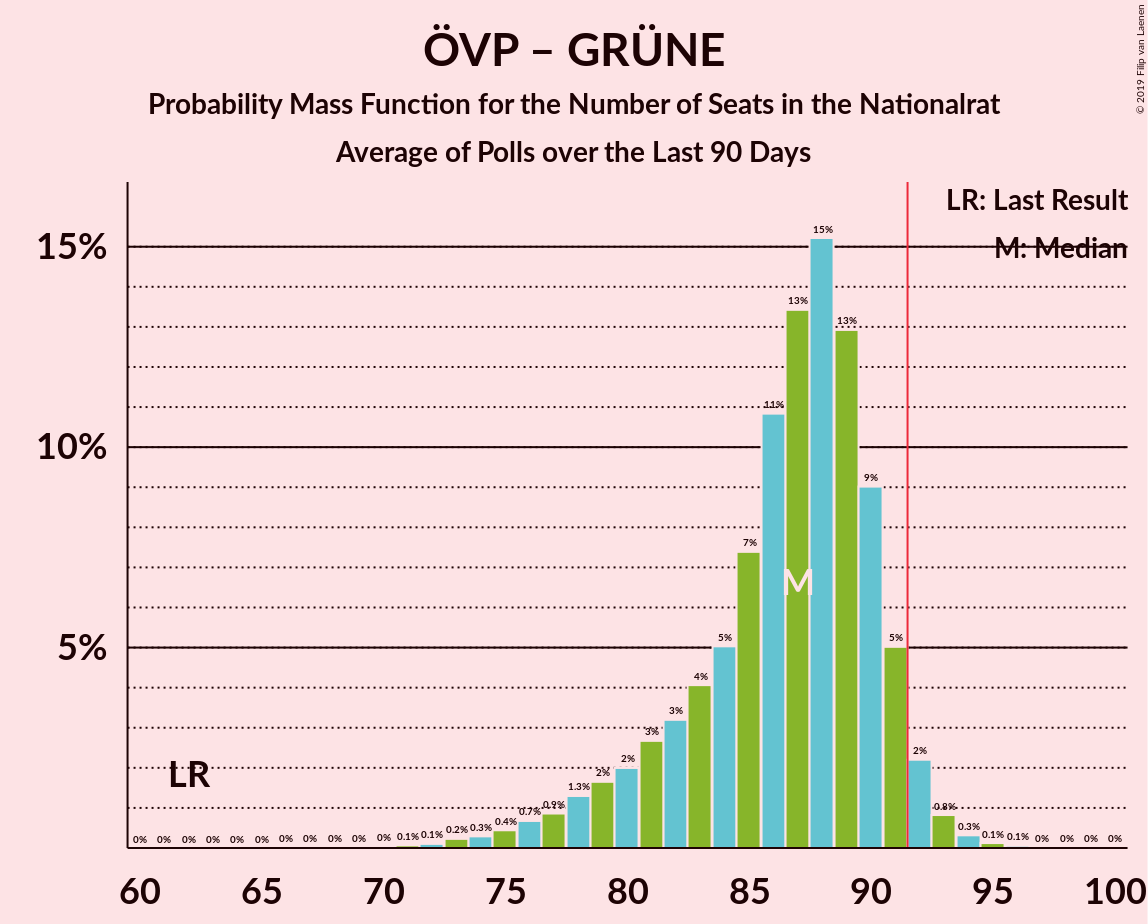 ÖVP – GRÜNE
Probability Mass Function for the Number of Seats in the Nationalrat
Average of Polls over the Last 90 Days
© 2019 Filip van Laenen
LR: Last Result
M: Median
15%
10%
5%
0% 0% 0% 0% 0% 0% 0% 0% 0% 0% 0% 0.1% 0.1% 0.2% 0.3% 0.4% 0.7% 0.9% 1.3% 2% 2% 3% 3% 4% 5% 7% 11% 13% 15% 13% 9% 5% 2% 0.8% 0.3% 0.1% 0.1% 0% 0% 0% 0%
M
LR
60 65 70 75 80 85 90 95 100